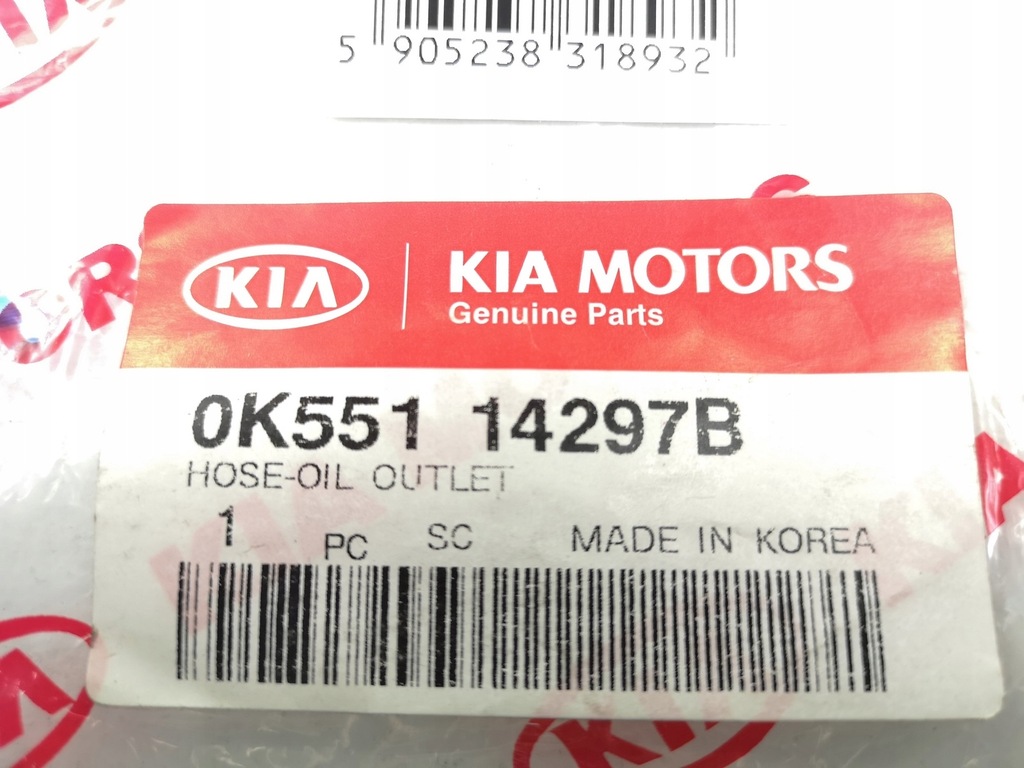 5 905238 318932
KIA
KIA MOTORS
Genuine Parts
0K551 14297B
HOSE-OIL OUTLET
1 PC SC MADE IN KOREA
KIA